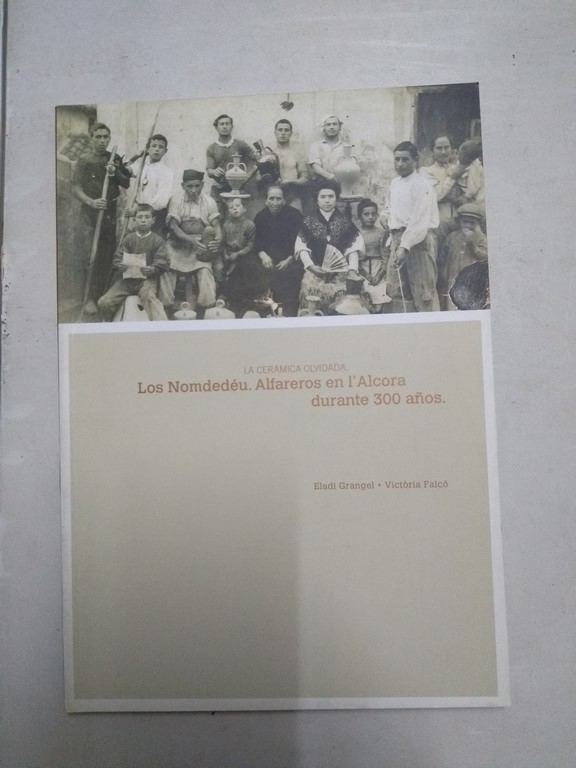 LA CERÁMICA OLVIDADA.
Los Nomdedéu. Alfareros en l'Alcora
durante 300 años.
Eladi Grangel • Victòria Falcó